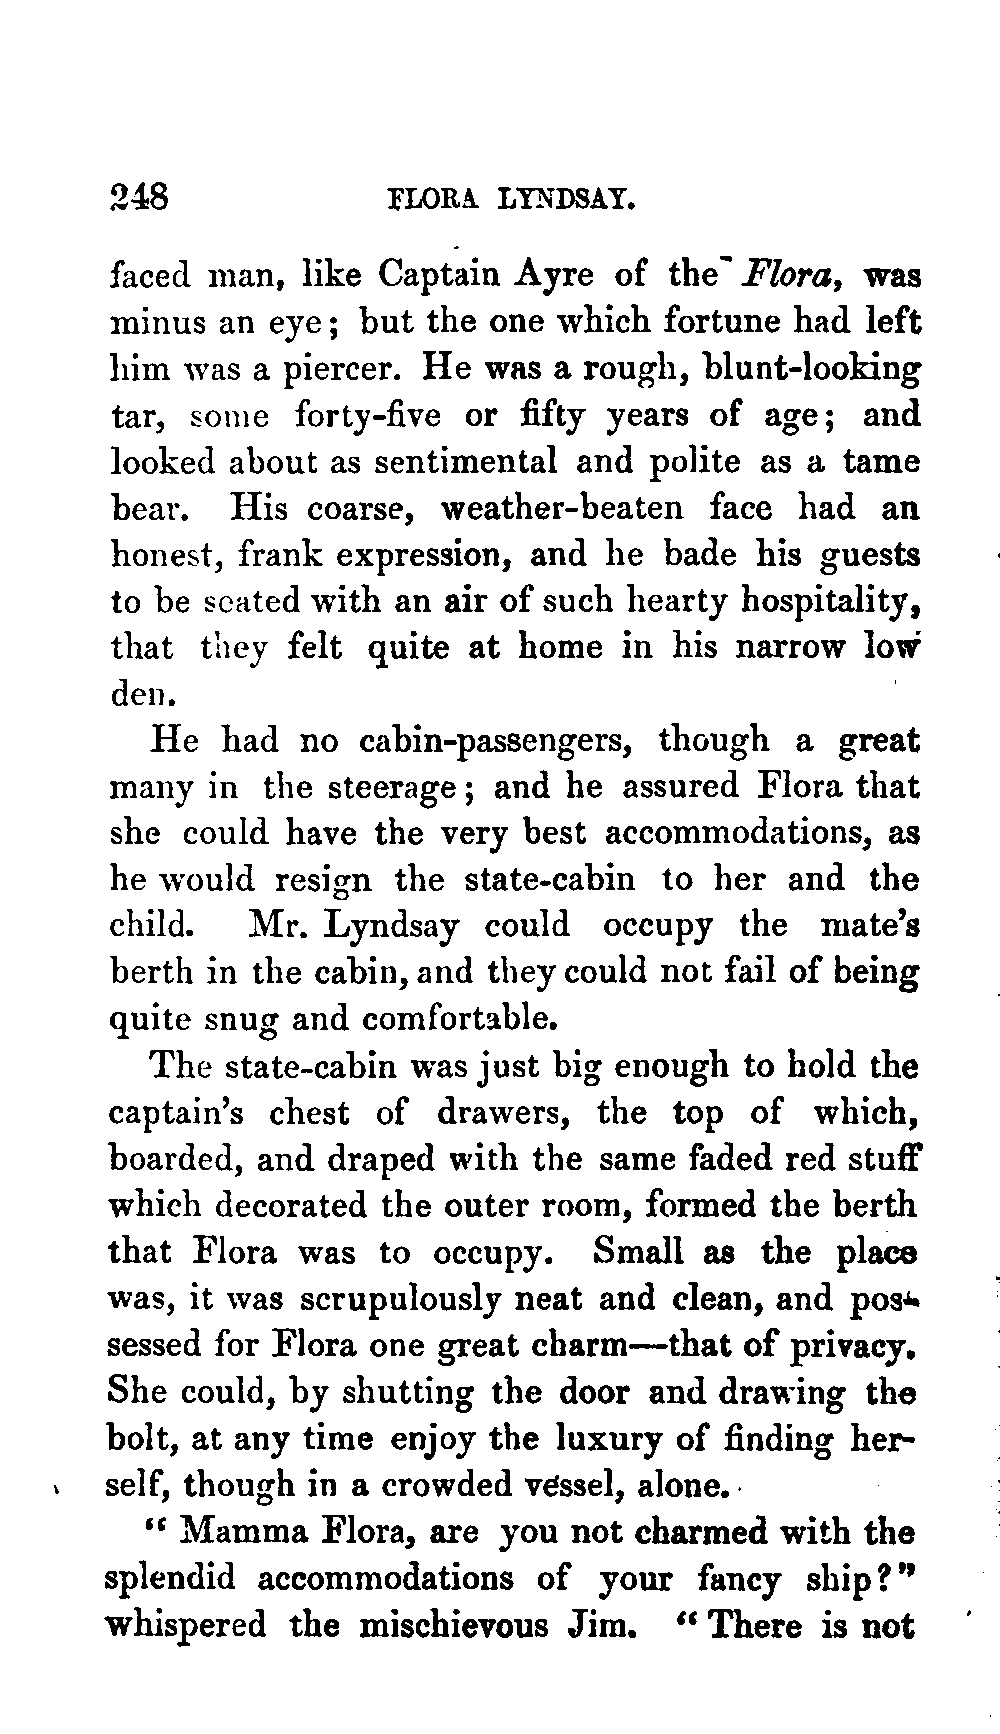 248 FLORA LYNDSAY.
faced man, like Captain Ayre of the Flora, was
minus an eye; but the one which fortune had left
him was a piercer. He was a rough, blunt-looking
tar, some forty-five or fifty years of age; and
looked about as sentimental and polite as a tame
bear. His coarse, weather-beaten face had an
honest, frank expression, and he bade his guests
to be seated with an air of such hearty hospitality,
that they felt quite at home in his narrow low
den.
He had no cabin-passengers, though a great
many in the steerage; and he assured Flora that
she could have the very best accommodations, as
he would resign the state-cabin to her and the
child. Mr. Lyndsay could occupy the mate's
berth in the cabin, and they could not fail of being
quite snug and comfortable.
The state-cabin was just big enough to hold the
captain's chest of drawers, the top of which,
boarded, and draped with the same faded red stuff
which decorated the outer room, formed the berth
that Flora was to occupy. Small as the place
was, it was scrupulously neat and clean, and pos-
sessed for Flora one great charm—that of privacy.
She could, by shutting the door and drawing the
bolt, at any time enjoy the luxury of finding her-
self, though in a crowded vessel, alone.
“Mamma Flora, are you not charmed with the
splendid accommodations of your fancy ship?”
whispered the mischievous Jim. “There is not